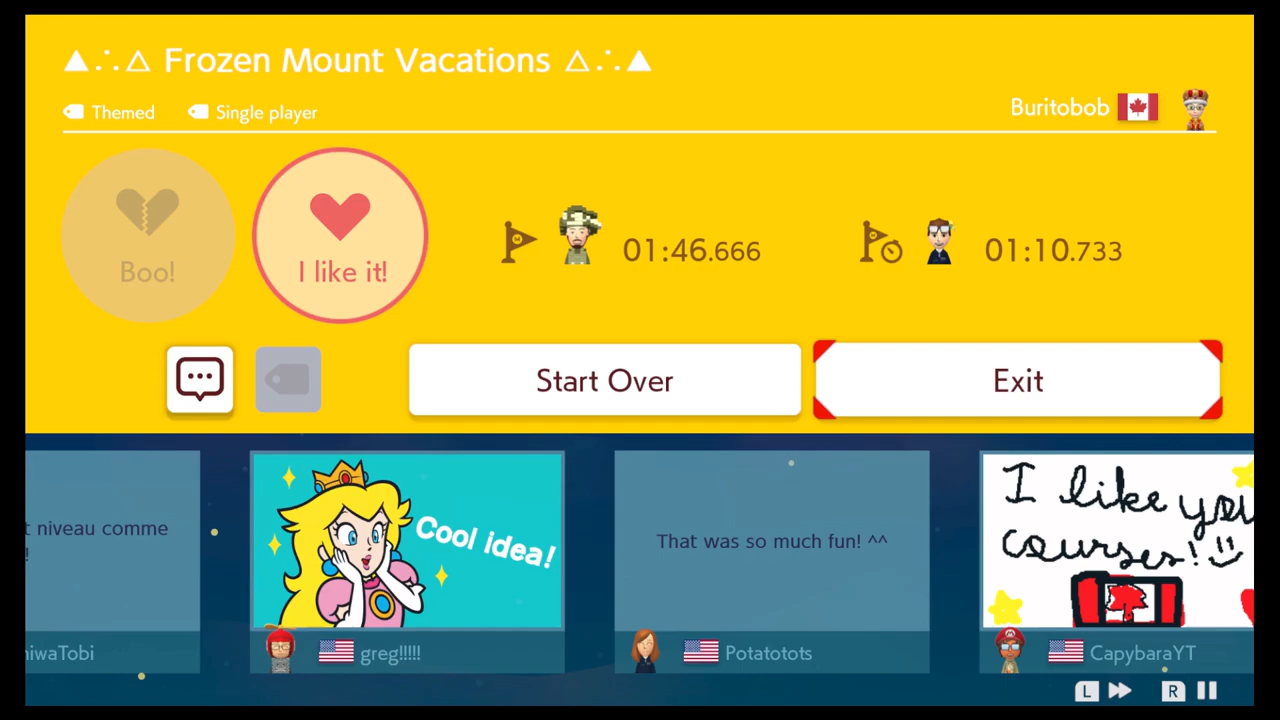 ▲∴△ Frozen Mount Vacations △∴▲
Themed
Single player
Buritobob
Boo!
I like it!
M
01:46.666
M
01:10.733
Start Over
Exit
t niveau comme
!
niwaTobi
Cool idea!
greg!!!!!
That was so much fun! ^^
Potatotots
I like you
courses!
CapybaraYT
L
R